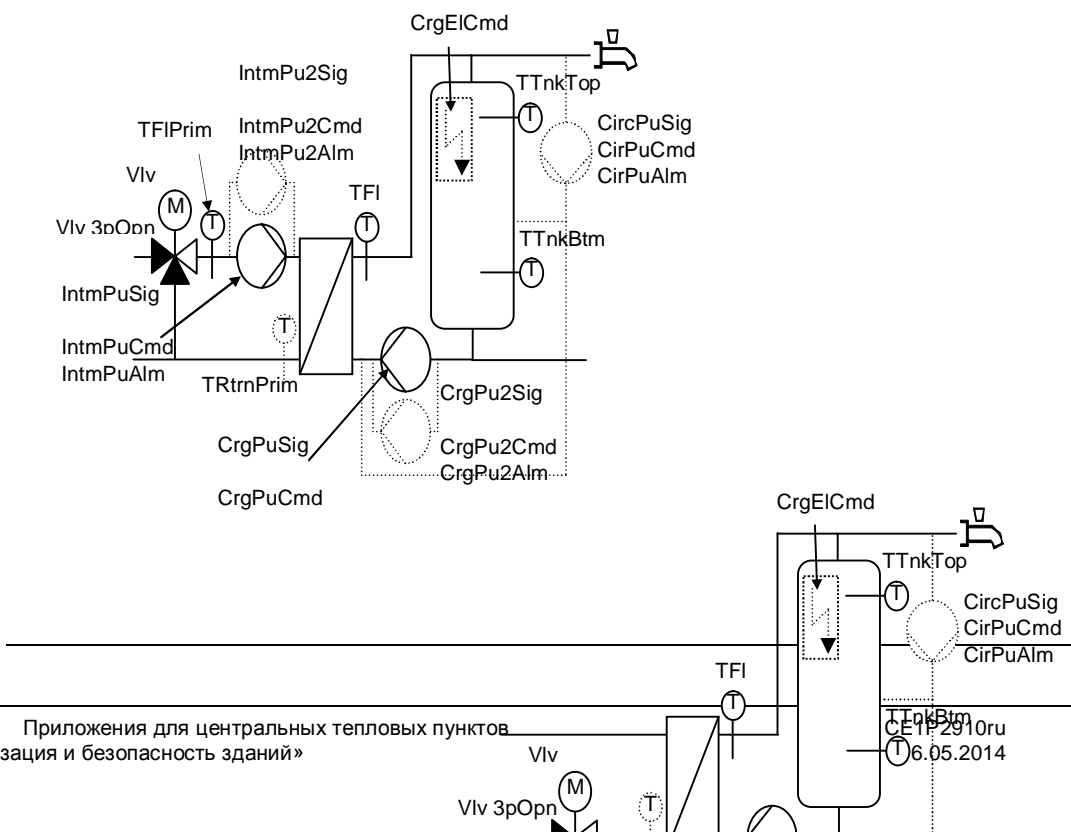 CrgElCmd
IntmPu2Sig
TTnkTop
IntmPu2Cmd
IntmPu2Alm
TFlPrim
T
CircPuSig
CirPuCmd
CirPuAlm
Vlv
M
T
TFl
T
Vlv 3pOpn
TTnkBtm
T
IntmPuSig
T
IntmPuCmd
IntmPuAlm
TRtrnPrim
CrgPu2Sig
CrgPuSig
CrgPu2Cmd
CrgPu2Alm
CrgPuCmd
CrgElCmd
TTnkTop
T
CircPuSig
CirPuCmd
CirPuAlm
TFl
T
TTnkBtm
Приложения для центральных тепловых пунктов
CE1P2910ru
зация и безопасность зданий»
T
6.05.2014
Vlv
M
Vlv 3pOpn
T